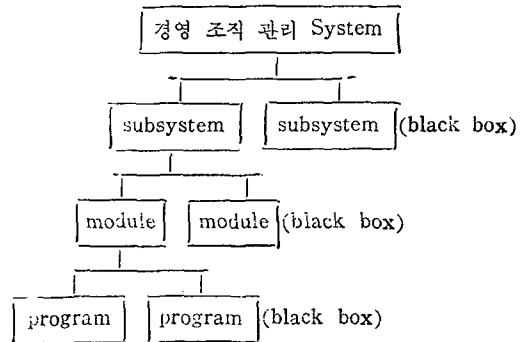 경영 조직 관리 System
subsystem subsystem (black box)
module module (black box)
program program (black box)